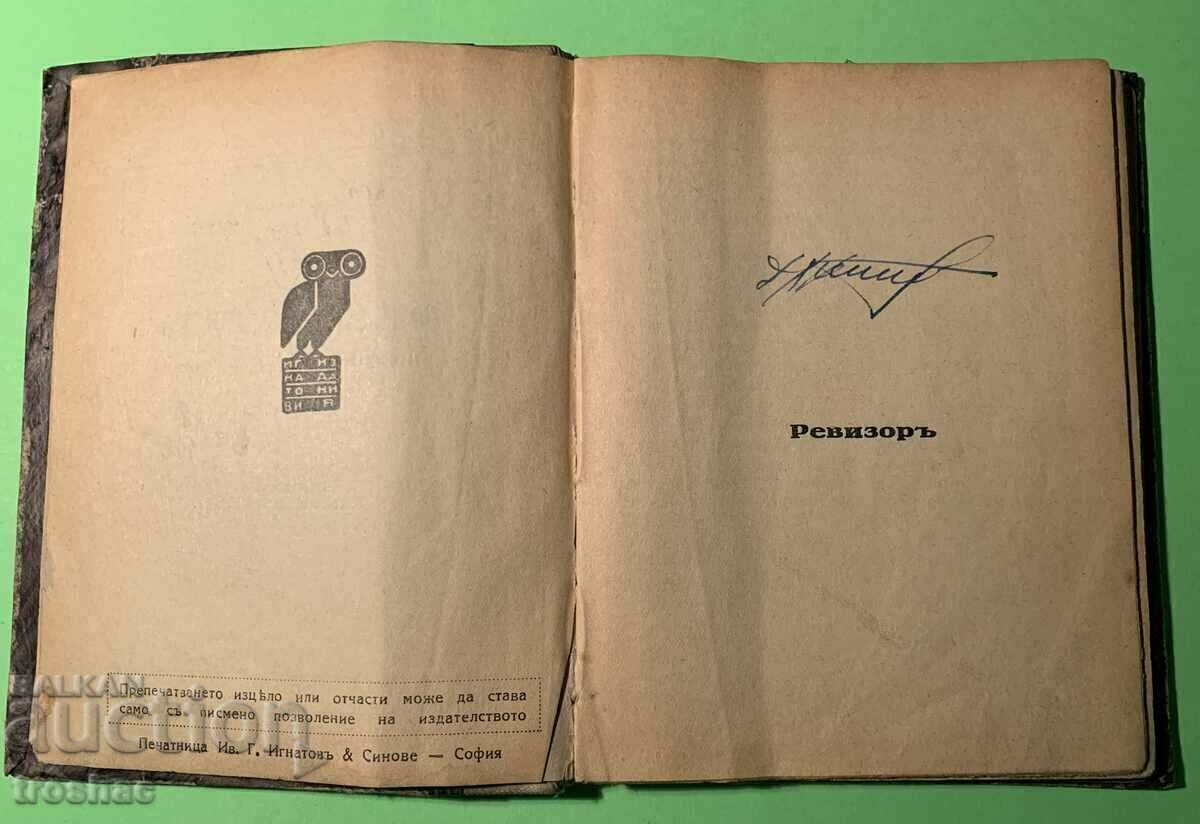 ИГ ИЗ
НА ДА
ТО НИ
ВИ Я
Препечатването изцѣло или отчасти може да става
само съ писмено позволение на издателството
Печатница Ив. Г. Игнатовъ & Синове — София
Ревизоръ
BALKAN
auction
troshac